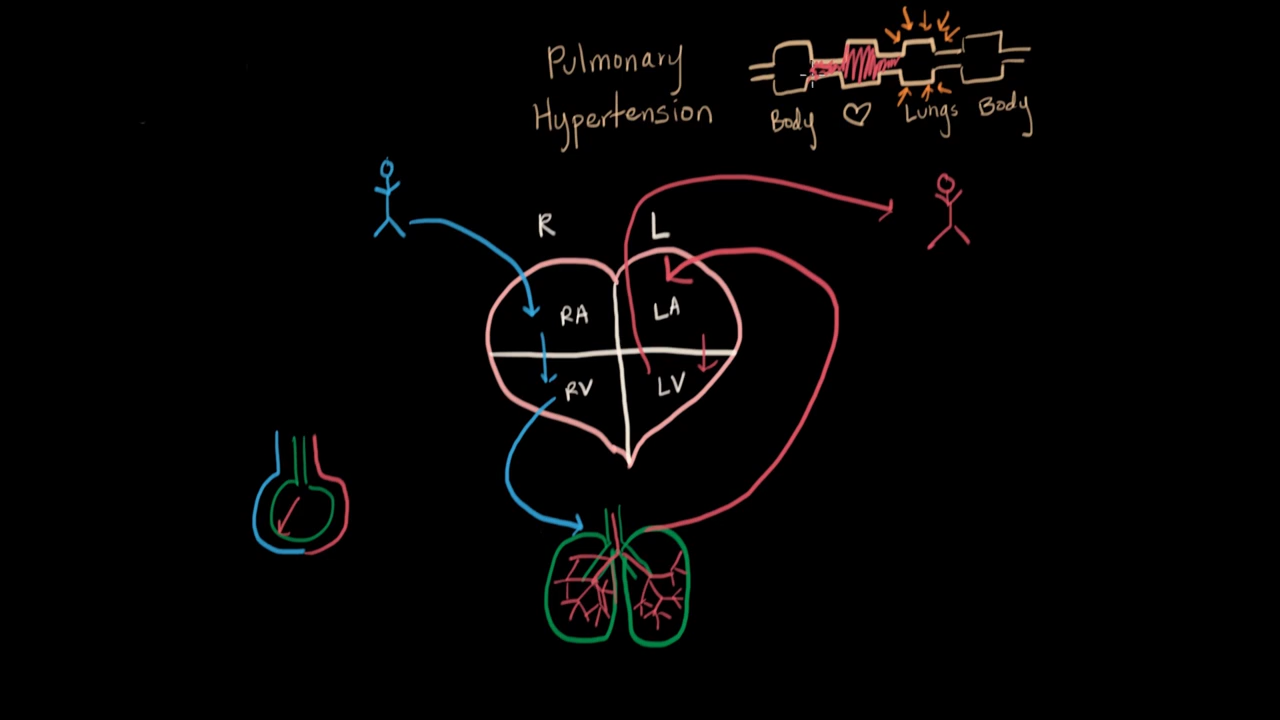 Pulmonary
Hypertension
Body ♡ Lungs Body
R L
RA LA
RV LV